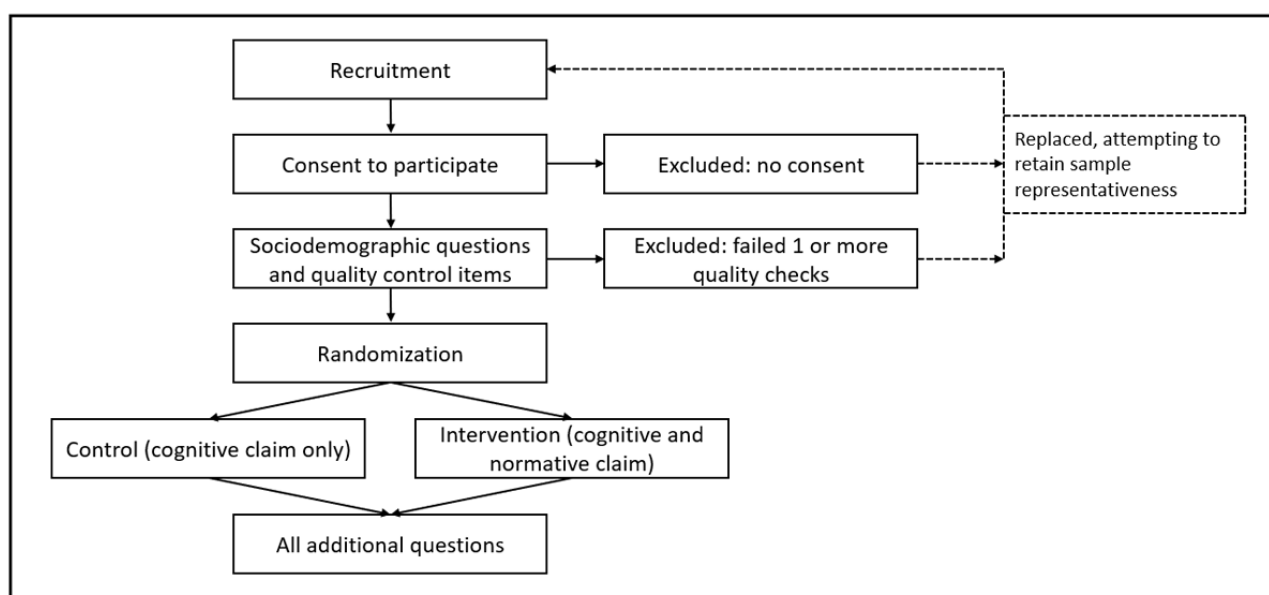 Recruitment
Consent to participate
Excluded: no consent
Replaced, attempting to
retain sample
representativeness
Sociodemographic questions
and quality control items
Excluded: failed 1 or more
quality checks
Randomization
Control (cognitive claim only)
Intervention (cognitive and
normative claim)
All additional questions